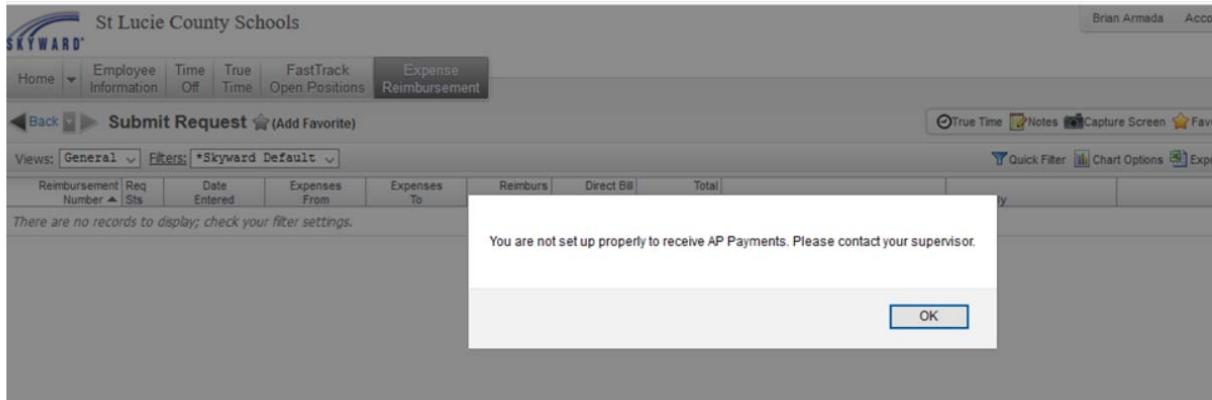 St Lucie County Schools
SKYWARD
Brian Armada Acco
Home Employee Information Time Off True Time FastTrack Open Positions Expense Reimbursement
Back Submit Request (Add Favorite)
True Time Notes Capture Screen Fav
Views: General Filters: *Skyward Default
Quick Filter Chart Options Exp
Reimbursement Number Req Sts Date Entered Expenses From Expenses To Reimburs Direct Bill Total
There are no records to display; check your filter settings.
You are not set up properly to receive AP Payments. Please contact your supervisor.
OK